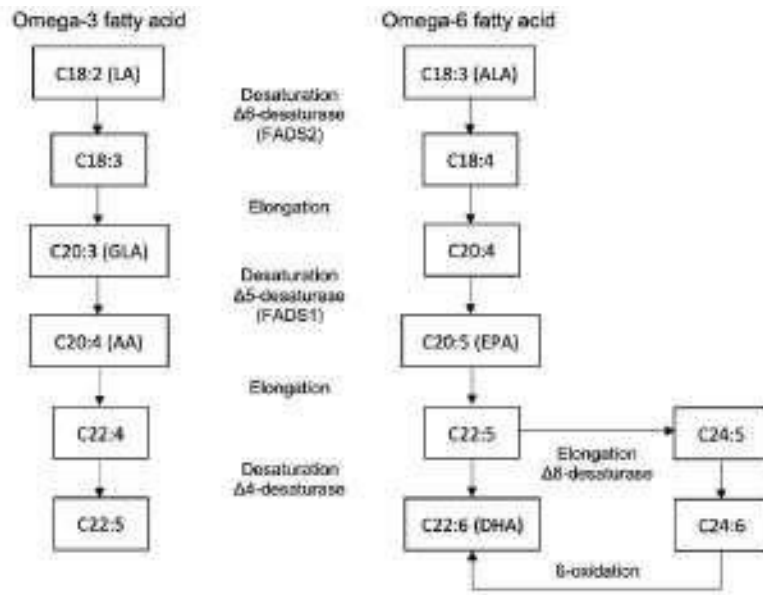 Omega-3 fatty acid
Omega-6 fatty acid
C18:2 (LA)
C18:3 (ALA)
Desaturation
Δ6-desaturase
(FADS2)
C18:3
C18:4
Elongation
C20:3 (GLA)
C20:4
Desaturation
Δ5-desaturase
(FADS1)
C20:4 (AA)
C20:5 (EPA)
Elongation
C22:4
C22:5
C24:5
Elongation
Δ6-desaturase
Desaturation
Δ4-desaturase
C22:5
C22:6 (DHA)
C24:6
ß-oxidation